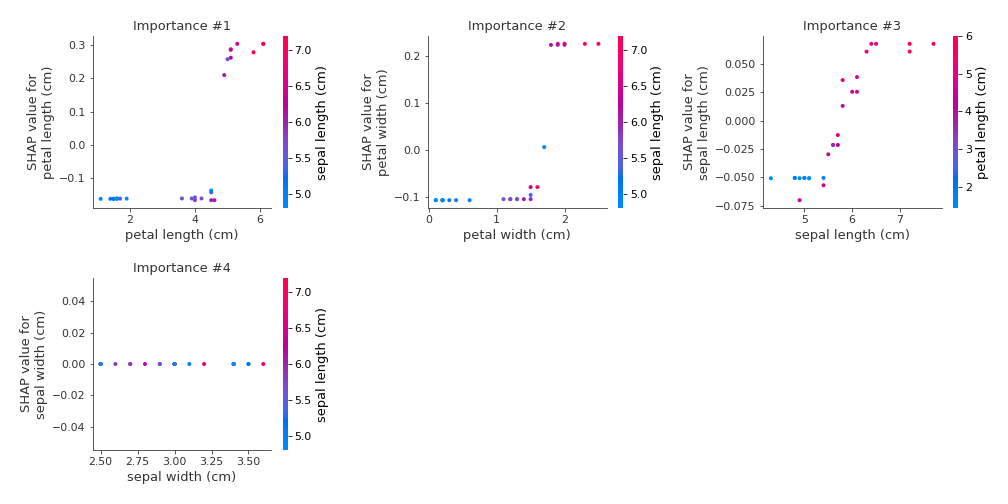 Importance #1
0.3
0.2
0.1
0.0
−0.1
SHAP value for
petal length (cm)
2
4
6
petal length (cm)
7.0
6.5
6.0
5.5
5.0
sepal length (cm)
Importance #2
0.2
0.1
0.0
−0.1
SHAP value for
petal width (cm)
0
1
2
petal width (cm)
7.0
6.5
6.0
5.5
5.0
sepal length (cm)
Importance #3
0.050
0.025
0.000
−0.025
−0.050
−0.075
SHAP value for
sepal length (cm)
5
6
7
sepal length (cm)
6
5
4
3
2
petal length (cm)
Importance #4
0.04
0.02
0.00
−0.02
−0.04
SHAP value for
sepal width (cm)
2.50
2.75
3.00
3.25
3.50
sepal width (cm)
7.0
6.5
6.0
5.5
5.0
sepal length (cm)